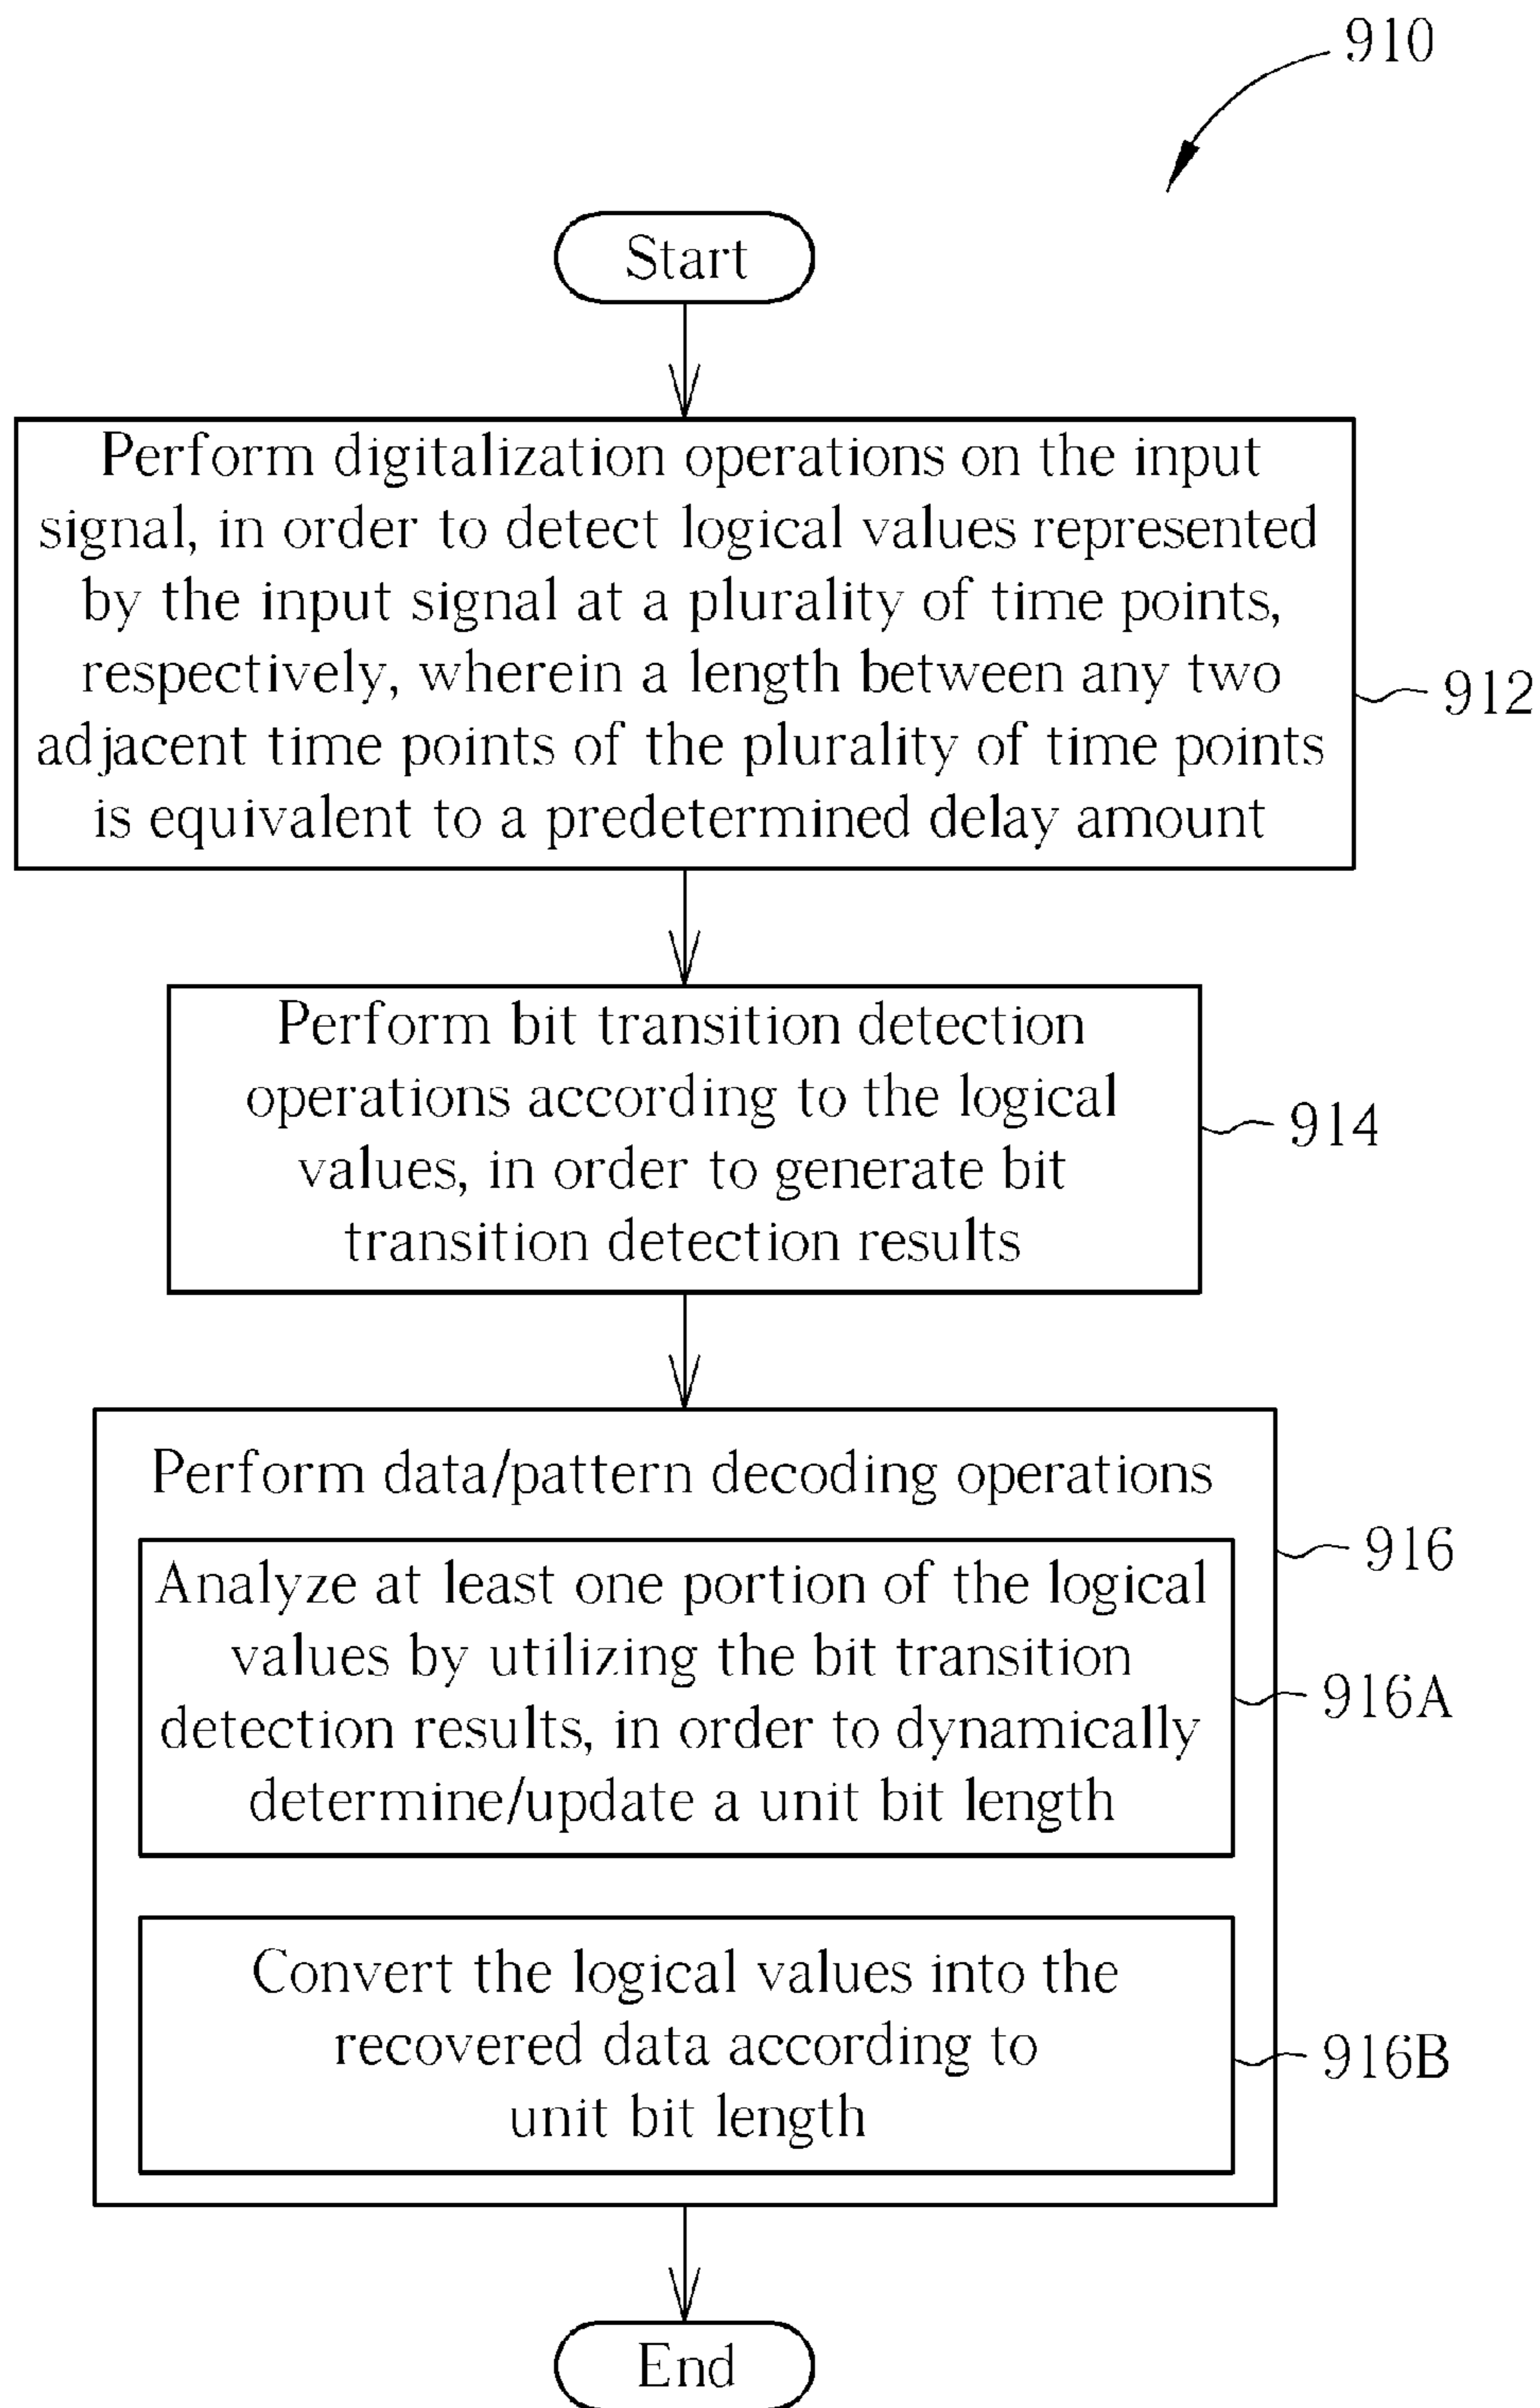 910
Start
Perform digitalization operations on the input
signal, in order to detect logical values represented
by the input signal at a plurality of time points,
respectively, wherein a length between any two
adjacent time points of the plurality of time points
is equivalent to a predetermined delay amount
912
Perform bit transition detection
operations according to the logical
values, in order to generate bit
transition detection results
914
Perform data/pattern decoding operations
916
Analyze at least one portion of the logical
values by utilizing the bit transition
detection results, in order to dynamically
determine/update a unit bit length
916A
Convert the logical values into the
recovered data according to
unit bit length
916B
End